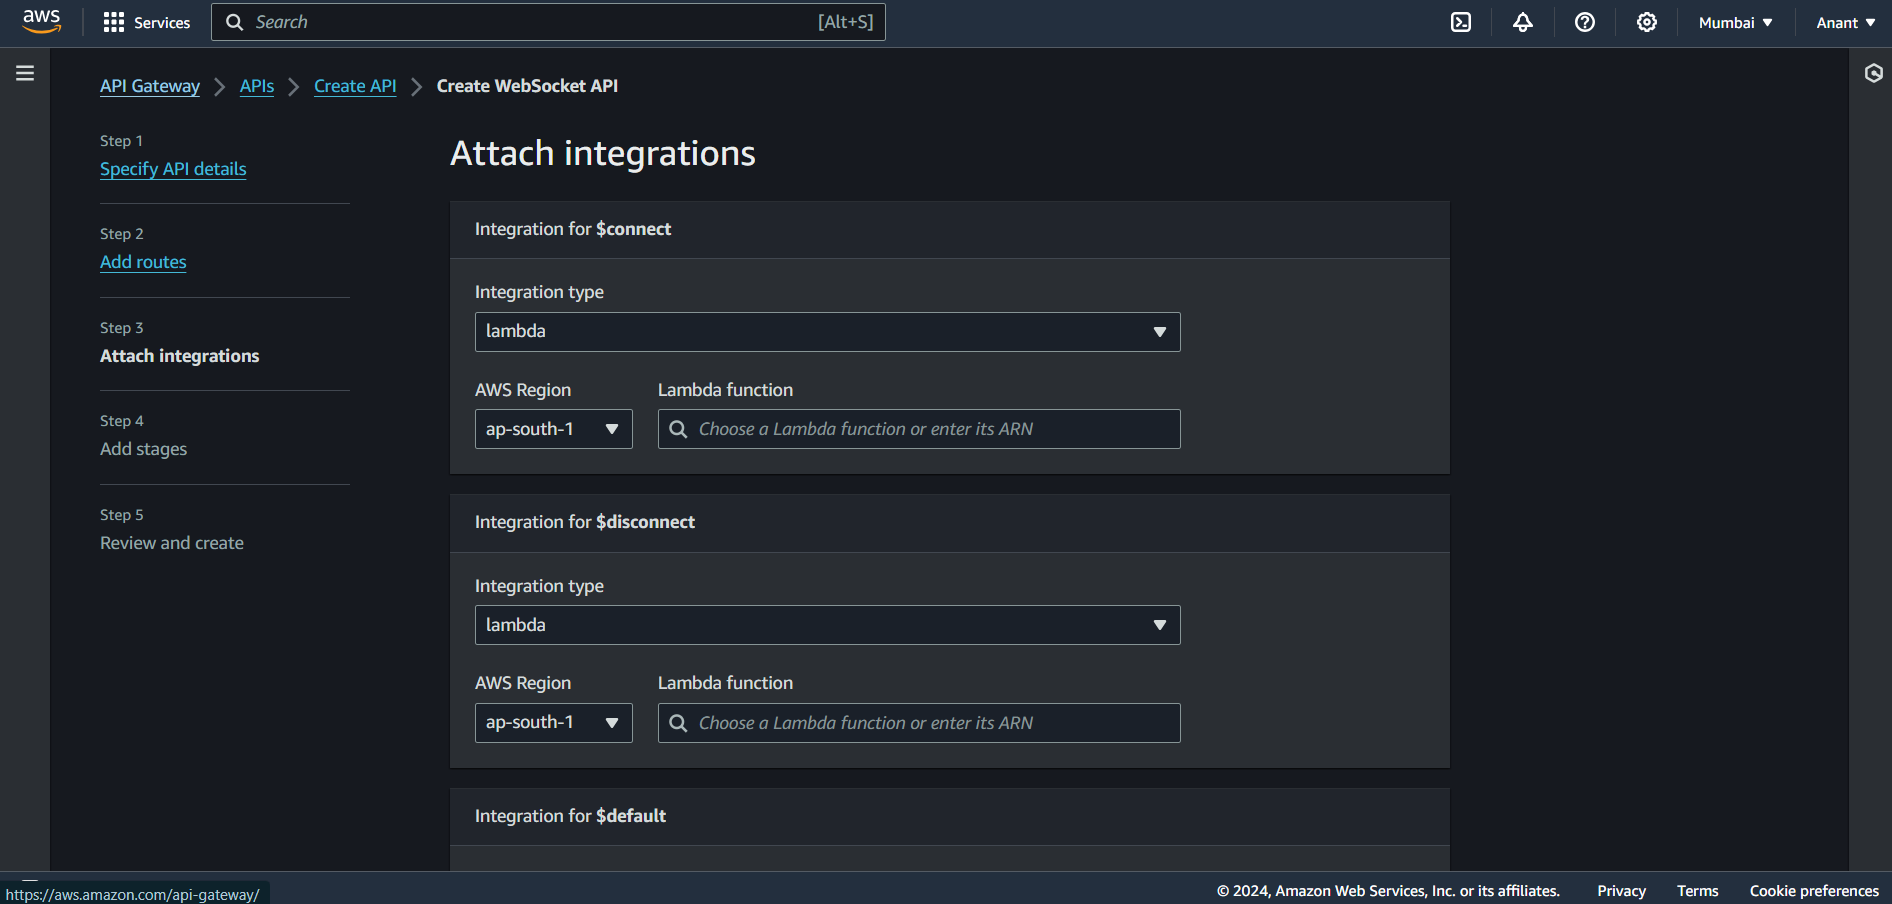 aws Services Search [Alt+S] Mumbai Anant
API Gateway APIs Create API Create WebSocket API
Step 1
Specify API details
Step 2
Add routes
Step 3
Attach integrations
Step 4
Add stages
Step 5
Review and create
Attach integrations
Integration for $connect
Integration type
lambda
AWS Region Lambda function
ap-south-1 Choose a Lambda function or enter its ARN
Integration for $disconnect
Integration type
lambda
AWS Region Lambda function
ap-south-1 Choose a Lambda function or enter its ARN
Integration for $default
https://aws.amazon.com/api-gateway/ © 2024, Amazon Web Services, Inc. or its affiliates. Privacy Terms Cookie preferences